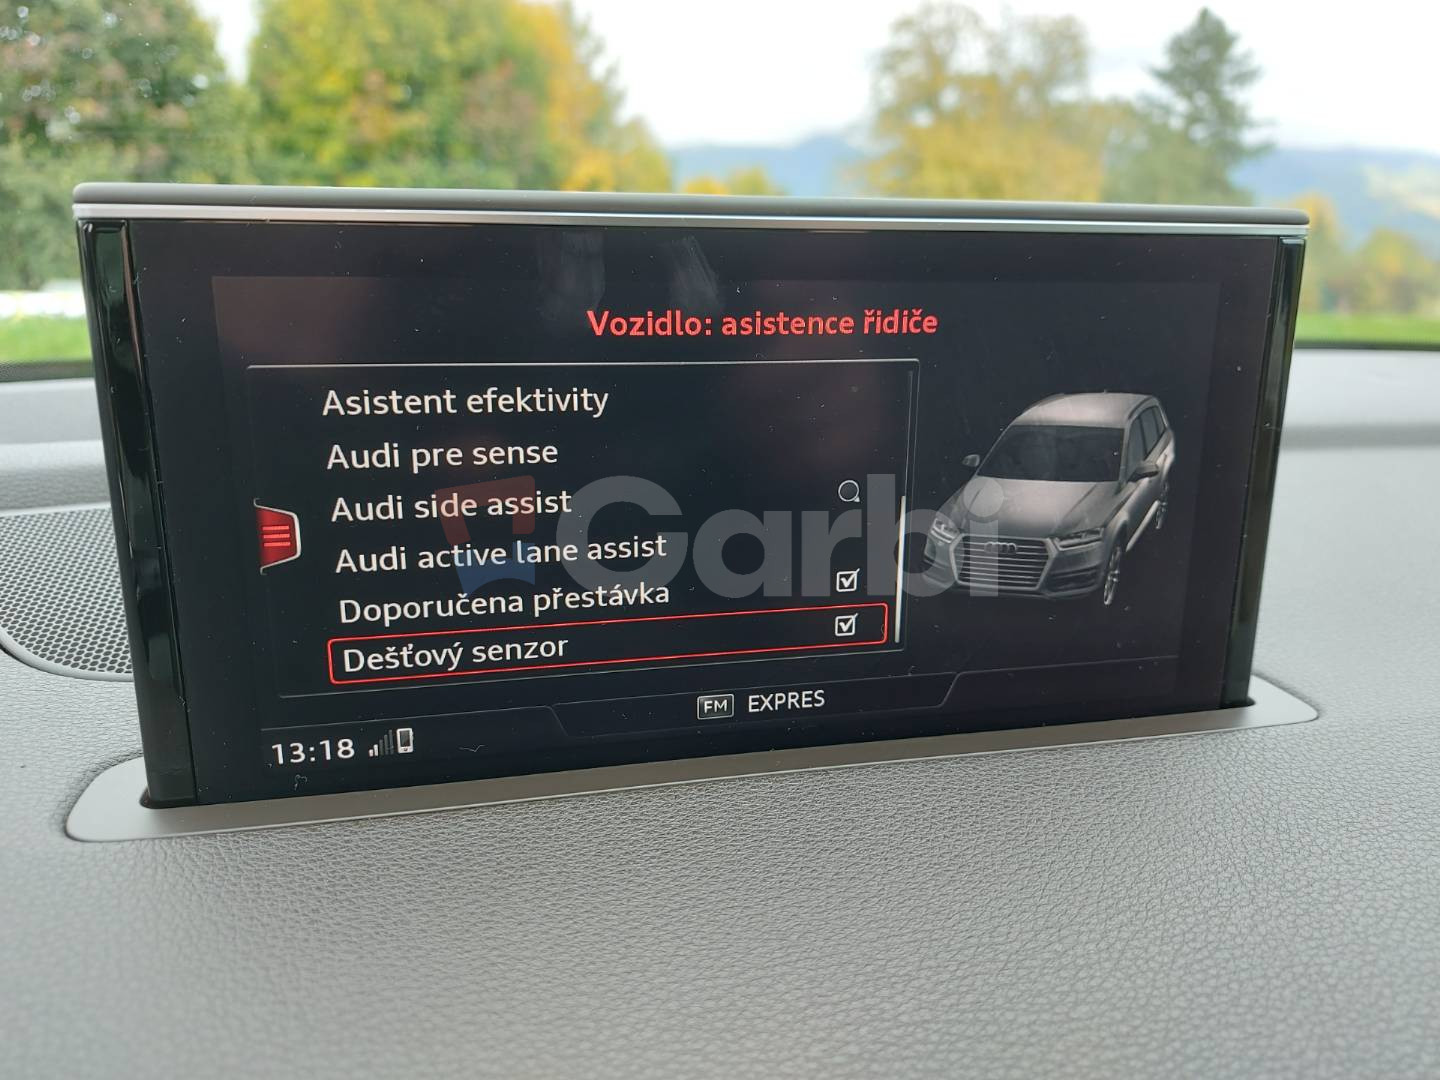 Vozidlo: asistence řidiče
Asistent efektivity
Audi pre sense
Audi side assist
Audi active lane assist
Doporučena přestávka
Dešťový senzor
FM EXPRES
13:18
Garbi